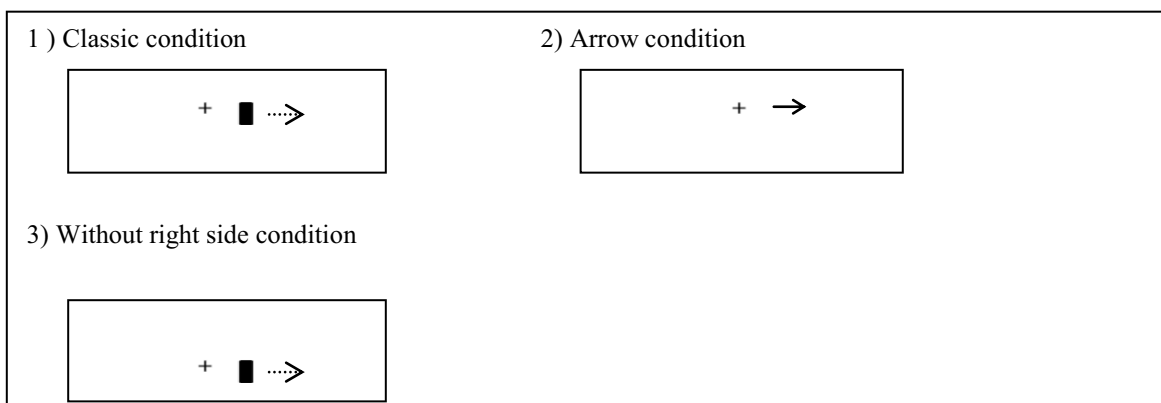 1 ) Classic condition
2) Arrow condition
+
+
3) Without right side condition
+